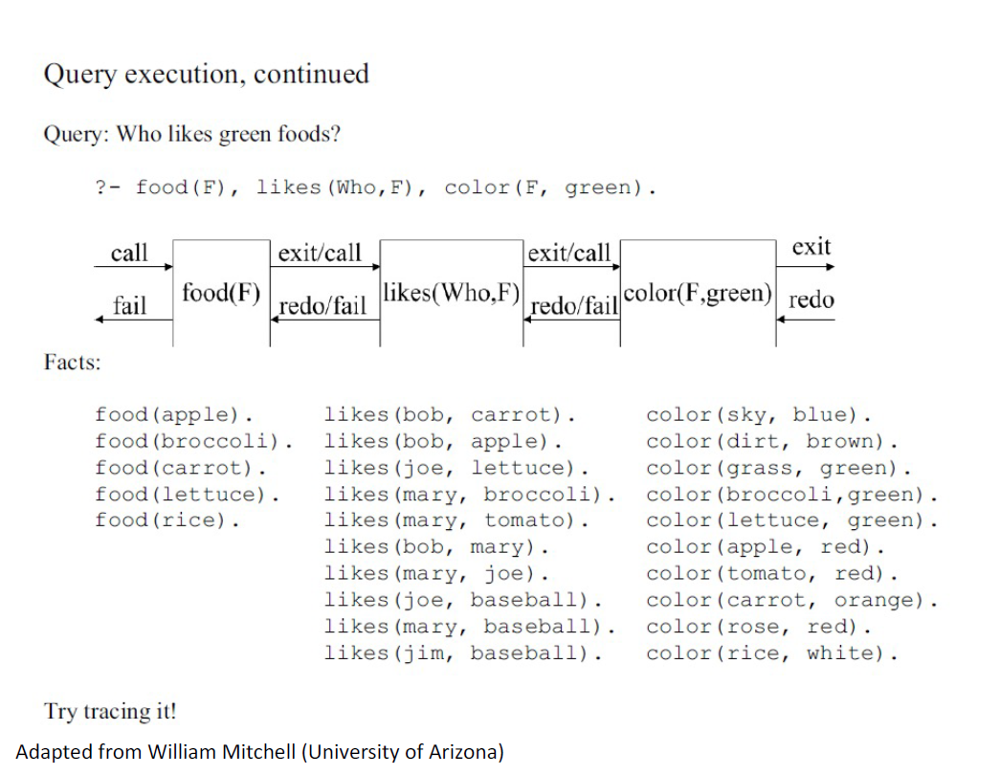 Query execution, continued
Query: Who likes green foods?
?- food(F), likes(Who,F), color(F, green).
call exit/call exit/call exit
food(F) likes(Who,F) color(F,green)
fail redo/fail redo/fail redo
Facts:
food(apple). likes(bob, carrot). color(sky, blue).
food(broccoli). likes(bob, apple). color(dirt, brown).
food(carrot). likes(joe, lettuce). color(grass, green).
food(lettuce). likes(mary, broccoli). color(broccoli,green).
food(rice). likes(mary, tomato). color(lettuce, green).
likes(bob, mary). color(apple, red).
likes(mary, joe). color(tomato, red).
likes(joe, baseball). color(carrot, orange).
likes(mary, baseball). color(rose, red).
likes(jim, baseball). color(rice, white).
Try tracing it!
Adapted from William Mitchell (University of Arizona)